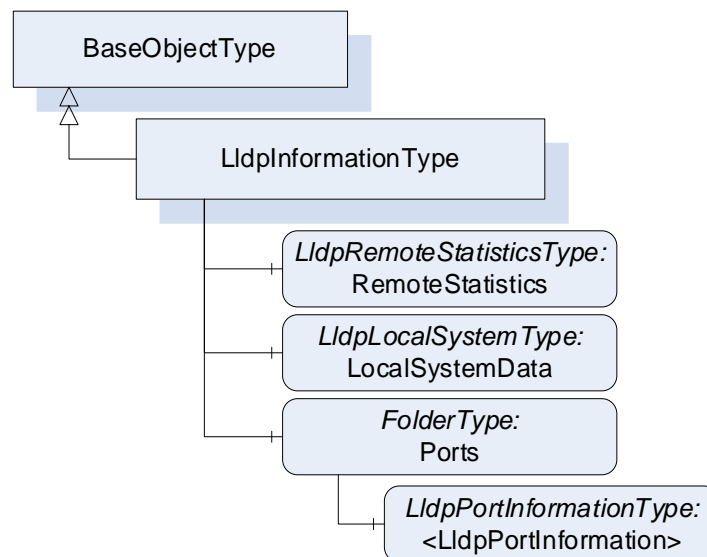 BaseObjectType
LldpInformationType
LldpRemoteStatisticsType:
RemoteStatistics
LldpLocalSystemType:
LocalSystemData
FolderType:
Ports
LldpPortInformationType:
<LldpPortInformation>